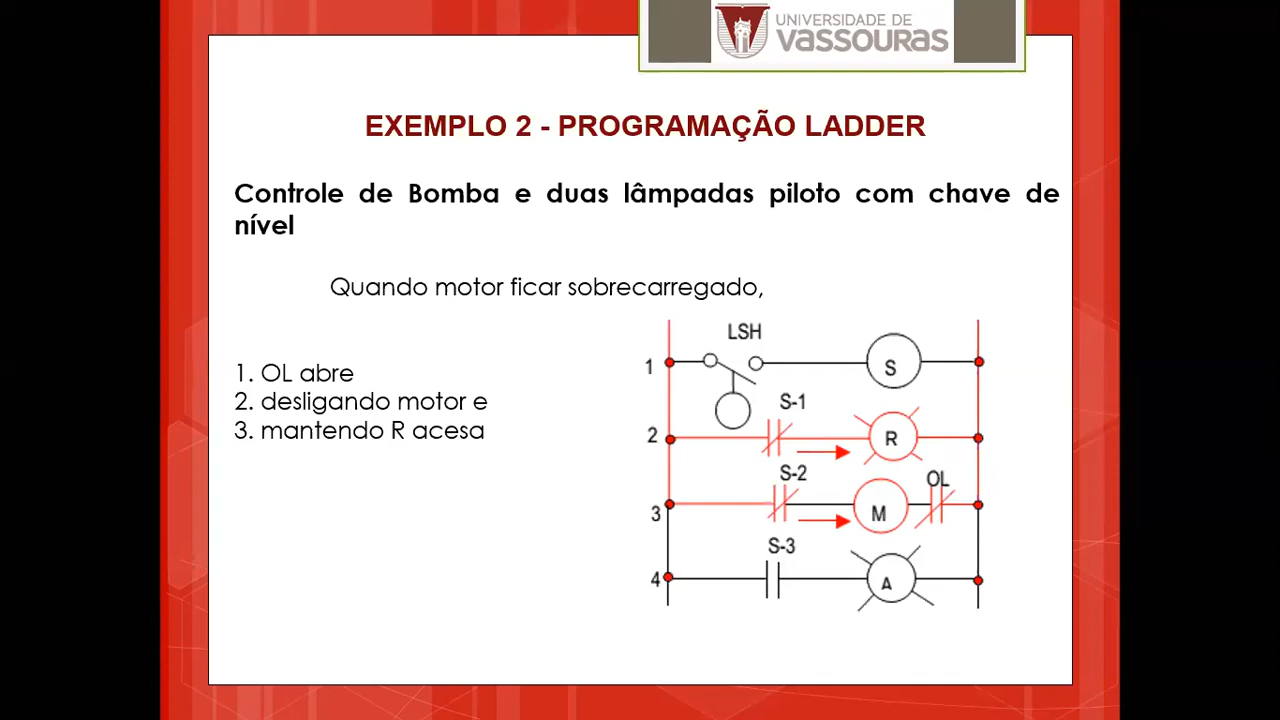 UNIVERSIDADE DE
VASSOURAS
EXEMPLO 2 - PROGRAMAÇÃO LADDER
Controle de Bomba e duas lâmpadas piloto com chave de
nível
Quando motor ficar sobrecarregado,
1. OL abre
2. desligando motor e
3. mantendo R acesa
LSH
1
S
S-1
2
R
S-2
OL
3
M
S-3
4
A